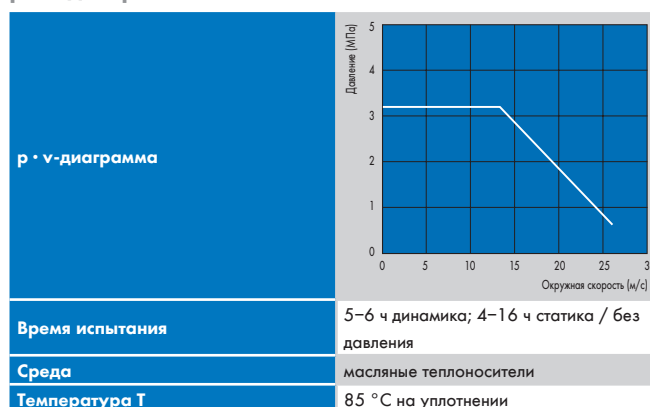 Давление (МПа)
5
4
3
2
1
0
0 5 10 15 20 25 3
Окружная скорость (м/с)
p · v-диаграмма
Время испытания
5–6 ч динамика; 4–16 ч статика / без
давления
Среда
масляные теплоносители
Температура Т
85 °C на уплотнении